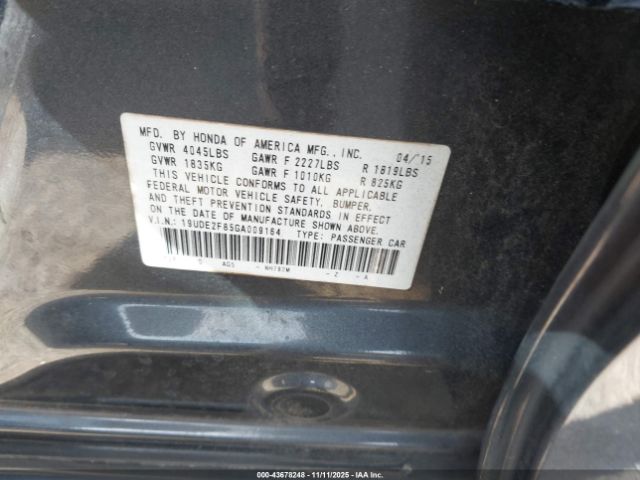 MFD. BY HONDA OF AMERICA MFG., INC. 04/15
GVWR 4045LBS GAWR F 2227LBS R 1819LBS
GVWR 1835KG GAWR F 1010KG R 825KG
THIS VEHICLE CONFORMS TO ALL APPLICABLE
FEDERAL MOTOR VEHICLE SAFETY, BUMPER,
AND THEFT PREVENTION STANDARDS IN EFFECT
ON THE DATE OF MANUFACTURE SHOWN ABOVE.
V.I.N.: 19UDE2F85GA009164 TYPE: PASSENGER CAR
- Z - A
000-43678248 - 11/11/2025 - IAAI.COM